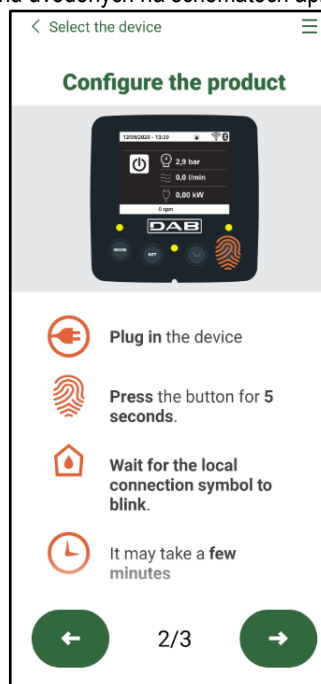 Select the device
Configure the product
12/05/2020 - 13:32
2,9 bar
0,0 l/min
0,00 kW
0 rpm
DAB
MODE
SET
Plug in the device
Press the button for 5
seconds.
Wait for the local
connection symbol to
blink.
It may take a few
minutes
2/3